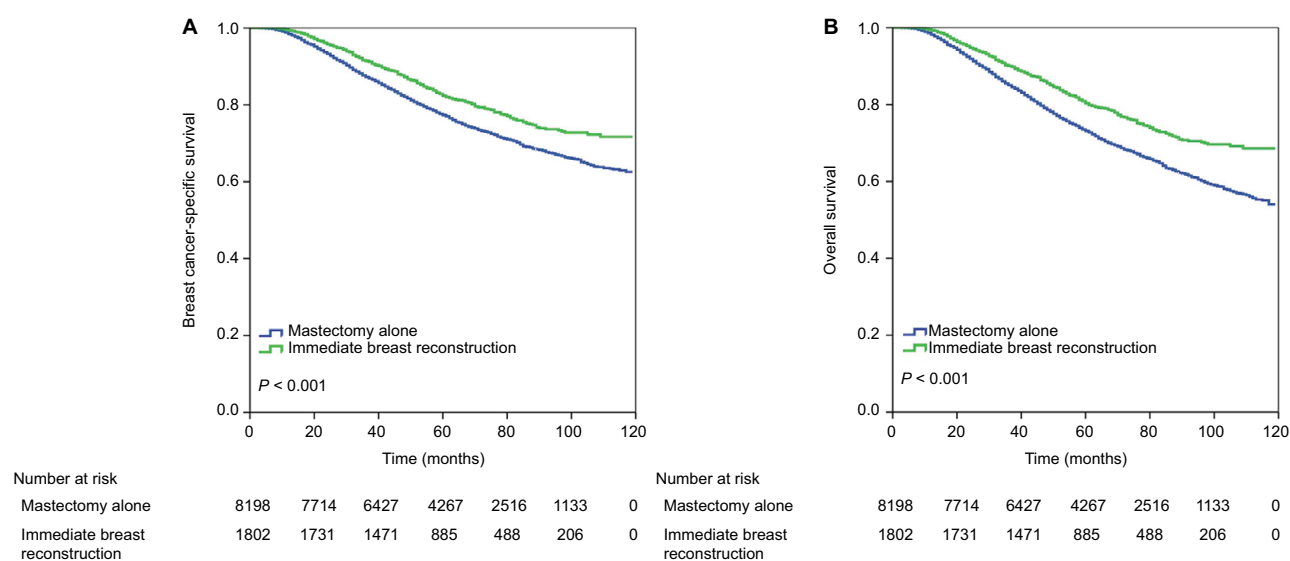 A
1.0
0.8
0.6
0.4
0.2
0.0
Breast cancer-specific survival
Mastectomy alone
Immediate breast reconstruction
P < 0.001
0 20 40 60 80 100 120
Time (months)
Number at risk
Mastectomy alone 8198 7714 6427 4267 2516 1133 0
Immediate breast 1802 1731 1471 885 488 206 0
reconstruction
B
1.0
0.8
0.6
0.4
0.2
0.0
Overall survival
Mastectomy alone
Immediate breast reconstruction
P < 0.001
0 20 40 60 80 100 120
Time (months)
Number at risk
Mastectomy alone 8198 7714 6427 4267 2516 1133 0
Immediate breast 1802 1731 1471 885 488 206 0
reconstruction